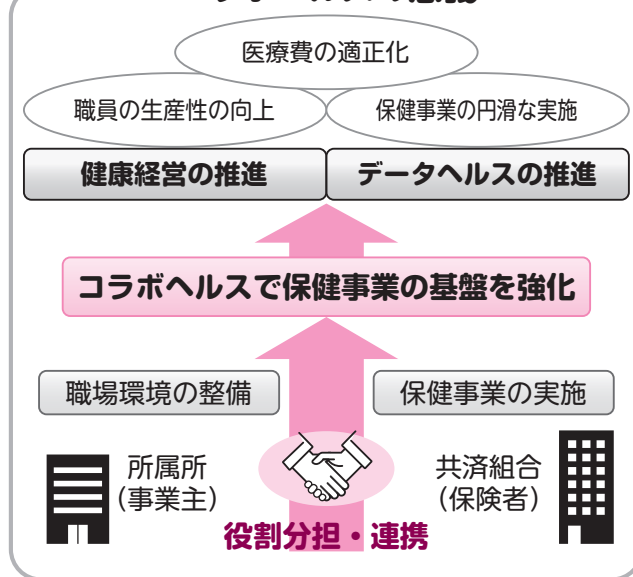 医療費の適正化
職員の生産性の向上
保健事業の円滑な実施
健康経営の推進
データヘルスの推進
コラボヘルスで保健事業の基盤を強化
職場環境の整備
保健事業の実施
所属所
(事業主)
共済組合
(保険者)
役割分担・連携